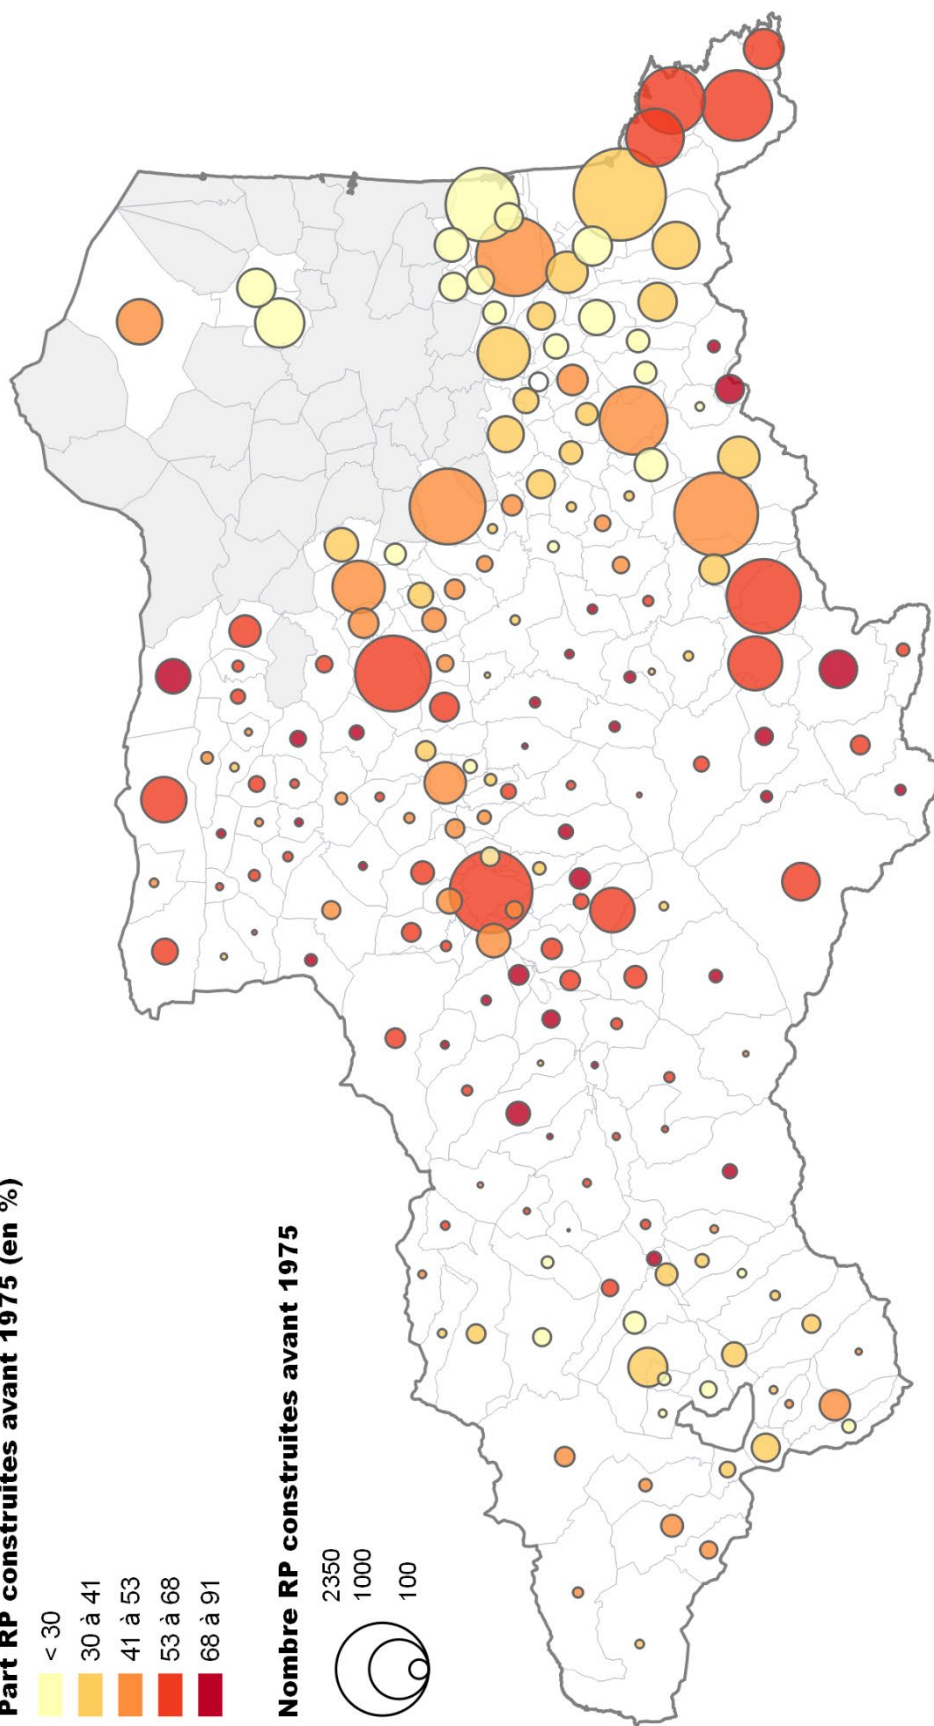 Part RP construites avant 1975 (en %)
< 30
30 à 41
41 à 53
53 à 68
68 à 91
Nombre RP construites avant 1975
2350
1000
100